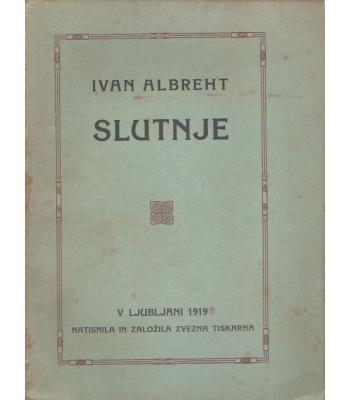 IVAN ALBREHT
SLUTNJE
V LJUBLJANI 1919
NATISNILA IN ZALOŽILA ZVEZNA TISKARNA